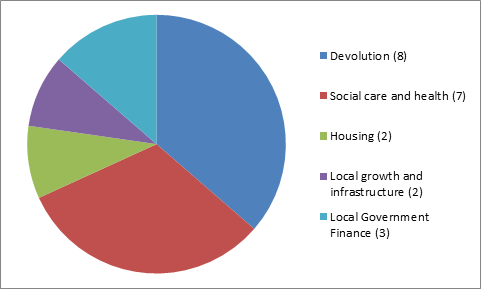 Devolution (8)
Social care and health (7)
Housing (2)
Local growth and
infrastructure (2)
Local Government
Finance (3)